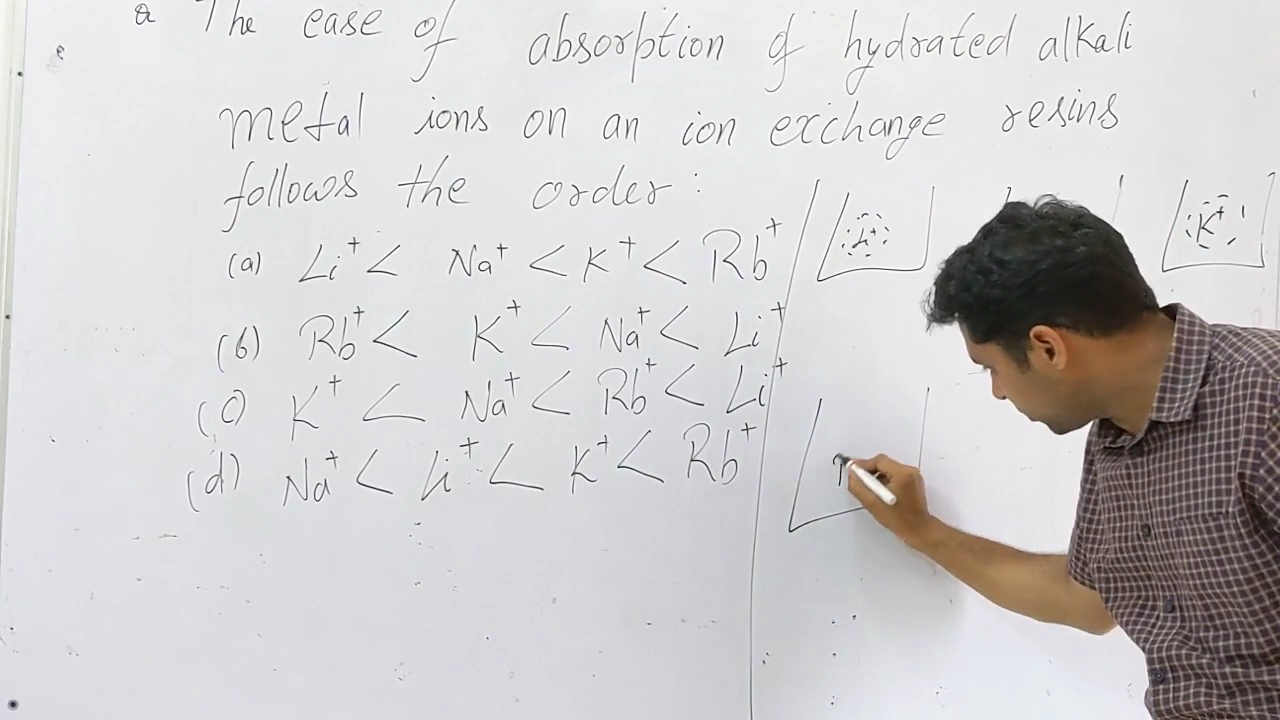 Q The ease of absorption of hydrated alkali
metal ions on an ion exchange resins
follows the order:
(a) Li⁺ < Na⁺ < K⁺ < Rb⁺
(b) Rb⁺ < K⁺ < Na⁺ < Li⁺
(c) K⁺ < Na⁺ < Rb⁺ < Li⁺
(d) Na⁺ < Li⁺ < K⁺ < Rb⁺
Li⁺
K⁺